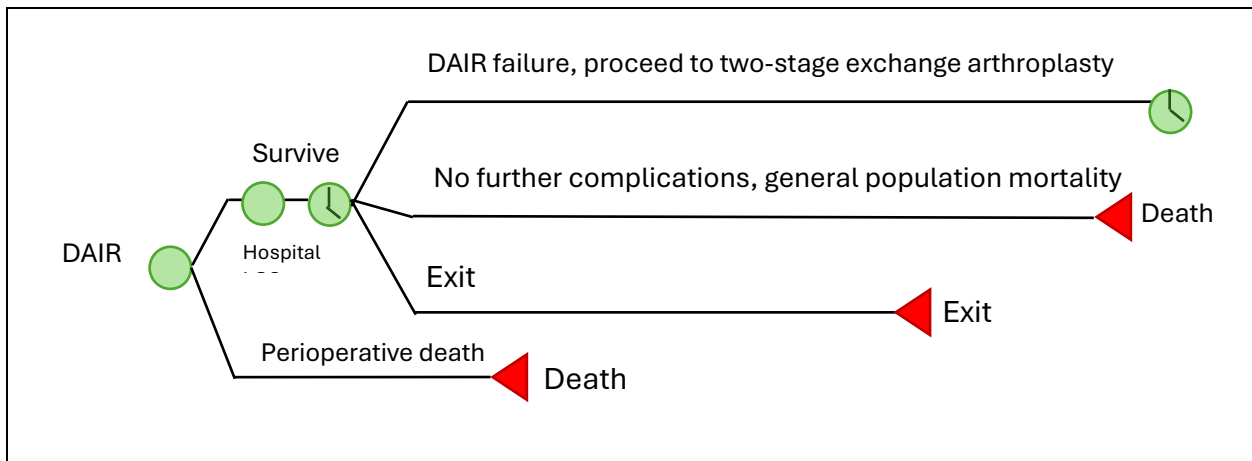 DAIR failure, proceed to two-stage exchange arthroplasty
Survive
No further complications, general population mortality
Death
DAIR
Hospital
Exit
Exit
Perioperative death
Death